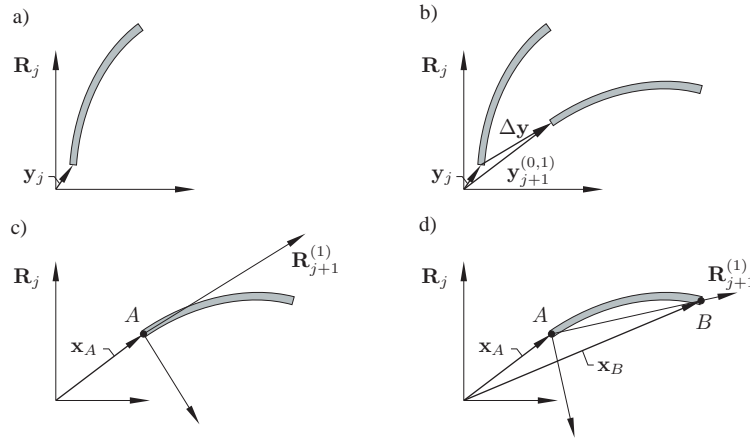 a)
b)
R_j
R_j
Δy
y_j
y_j
y_{j+1}^{(0,1)}
c)
d)
R_j
R_{j+1}^{(1)}
R_j
R_{j+1}^{(1)}
A
A
B
x_A
x_A
x_B